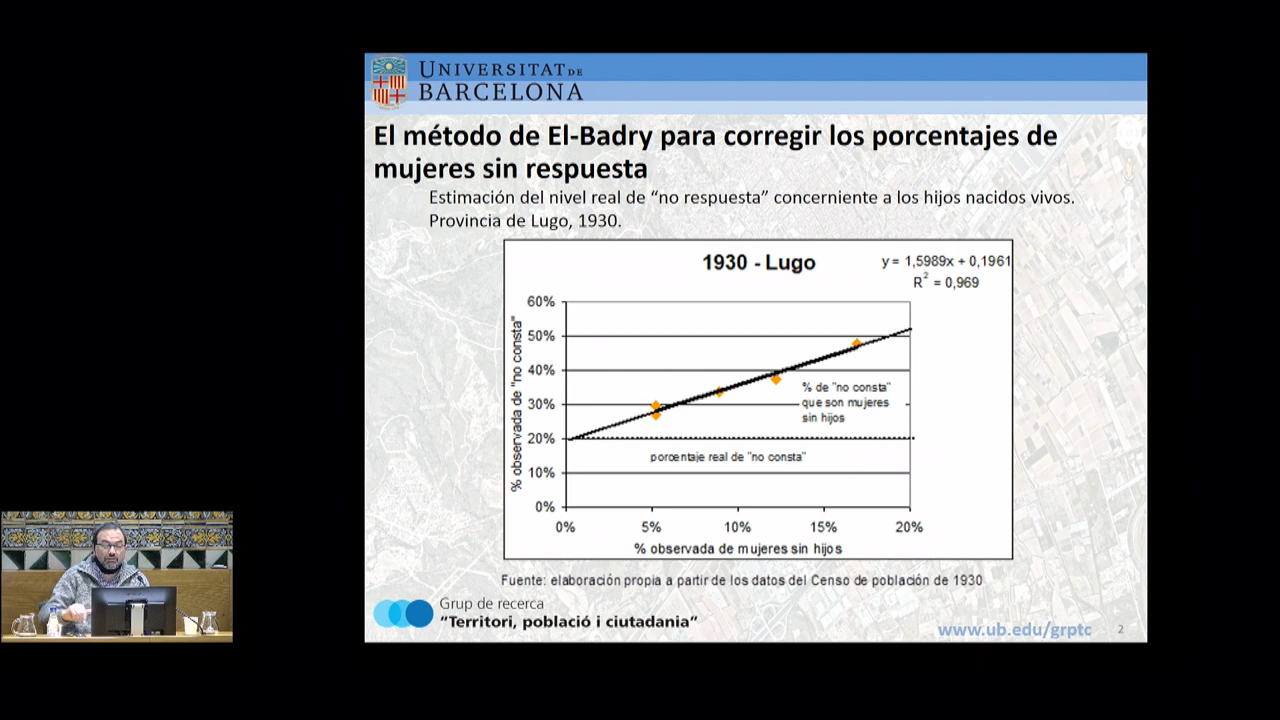 UNIVERSITAT DE
BARCELONA
El método de El-Badry para corregir los porcentajes de
mujeres sin respuesta
Estimación del nivel real de “no respuesta” concerniente a los hijos nacidos vivos.
Provincia de Lugo, 1930.
1930 - Lugo
y = 1,5989x + 0,1961
R² = 0,969
% observada de "no consta"
60%
50%
40%
30%
20%
10%
0%
% de "no consta"
que son mujeres
sin hijos
porcentaje real de "no consta"
0%
5%
10%
15%
20%
% observada de mujeres sin hijos
Fuente: elaboración propia a partir de los datos del Censo de población de 1930
Grup de recerca
“Territori, població i ciutadania”
www.ub.edu/grptc
2